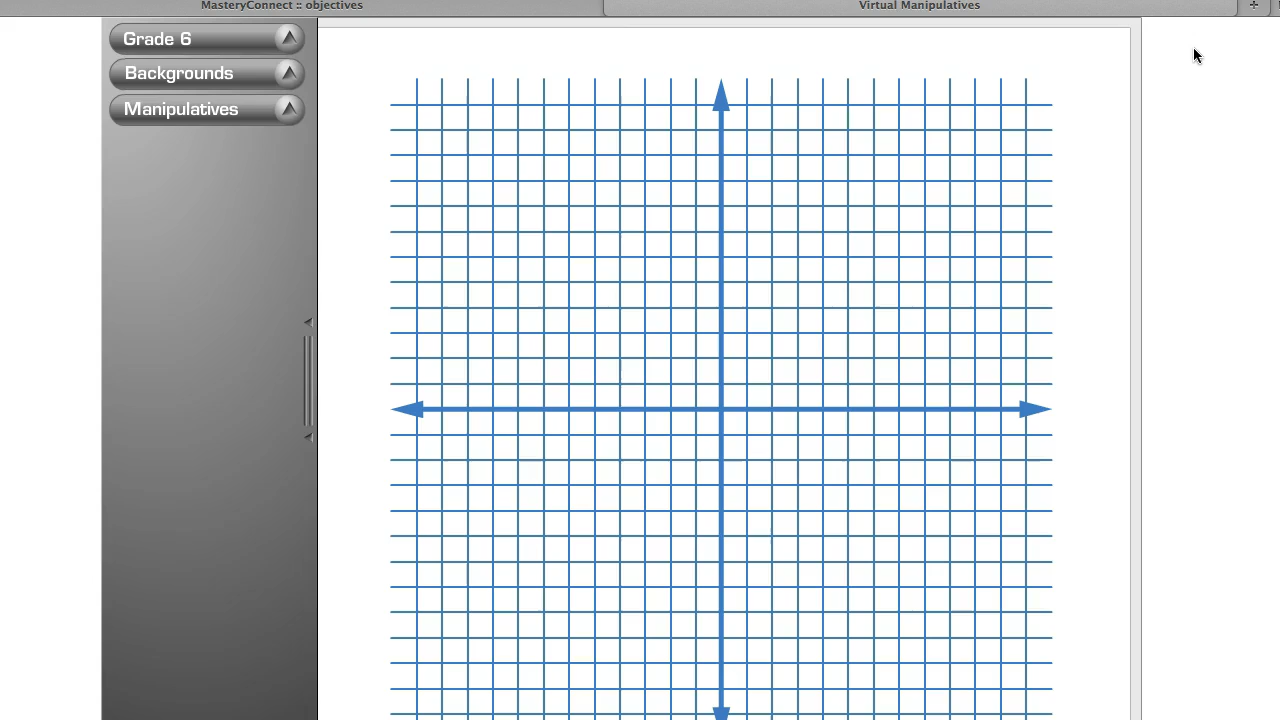 MasteryConnect :: objectives
Virtual Manipulatives
Grade 6
Backgrounds
Manipulatives